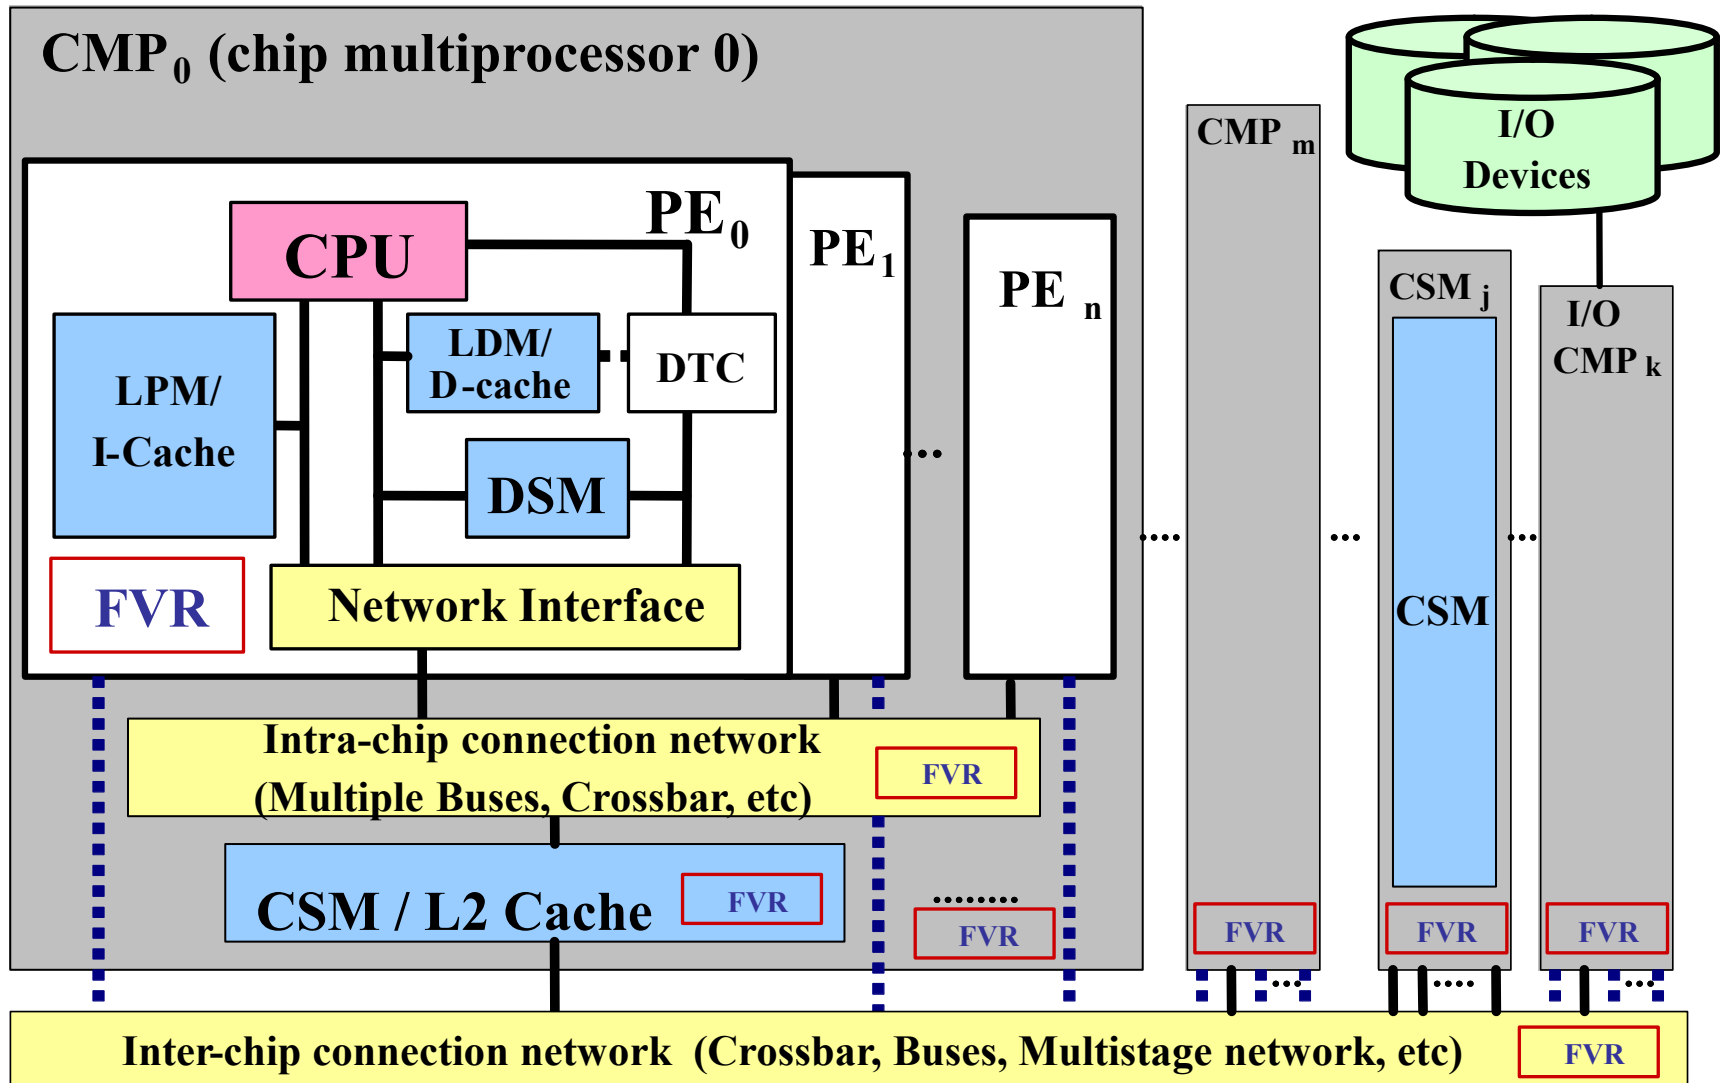 CMP0 (chip multiprocessor 0)
PE0
CPU
LPM/
I-Cache
LDM/
D-cache
DTC
DSM
FVR
Network Interface
PE1
PE n
Intra-chip connection network
(Multiple Buses, Crossbar, etc)
FVR
CSM / L2 Cache
FVR
FVR
CMP m
FVR
CSM j
CSM
FVR
I/O
Devices
I/O
CMP k
FVR
Inter-chip connection network (Crossbar, Buses, Multistage network, etc)
FVR